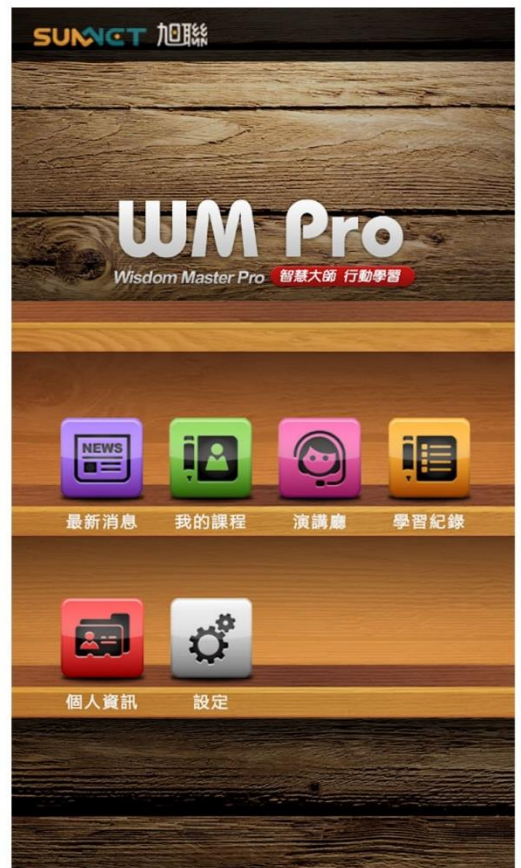 SUNNET 旭聯
WM Pro
Wisdom Master Pro 智慧大師 行動學習
NEWS
最新消息 我的課程 演講廳 學習紀錄
個人資訊 設定